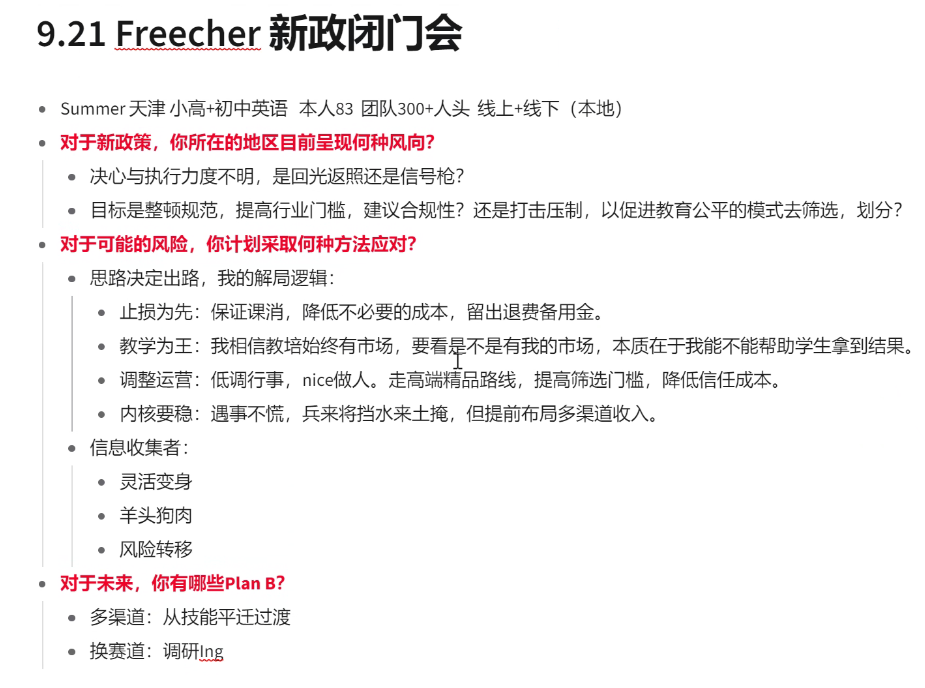 9.21 Freecher 新政闭门会
Summer 天津 小高+初中英语 本人83 团队300+人头 线上+线下（本地）
对于新政策，你所在的地区目前呈现何种风向？
决心与执行力度不明，是回光返照还是信号枪？
目标是整顿规范，提高行业门槛，建议合规性？还是打击压制，以促进教育公平的模式去筛选，划分？
对于可能的风险，你计划采取何种方法应对？
思路决定出路，我的解局逻辑：
止损为先：保证课消，降低不必要的成本，留出退费备用金。
教学为王：我相信教培始终有市场，要看是不是有我的市场，本质在于我能不能帮助学生拿到结果。
调整运营：低调行事，nice做人。走高端精品路线，提高筛选门槛，降低信任成本。
内核要稳：遇事不慌，兵来将挡水来土掩，但提前布局多渠道收入。
信息收集者：
灵活变身
羊头狗肉
风险转移
对于未来，你有哪些Plan B？
多渠道：从技能平迁过渡
换赛道：调研Ing